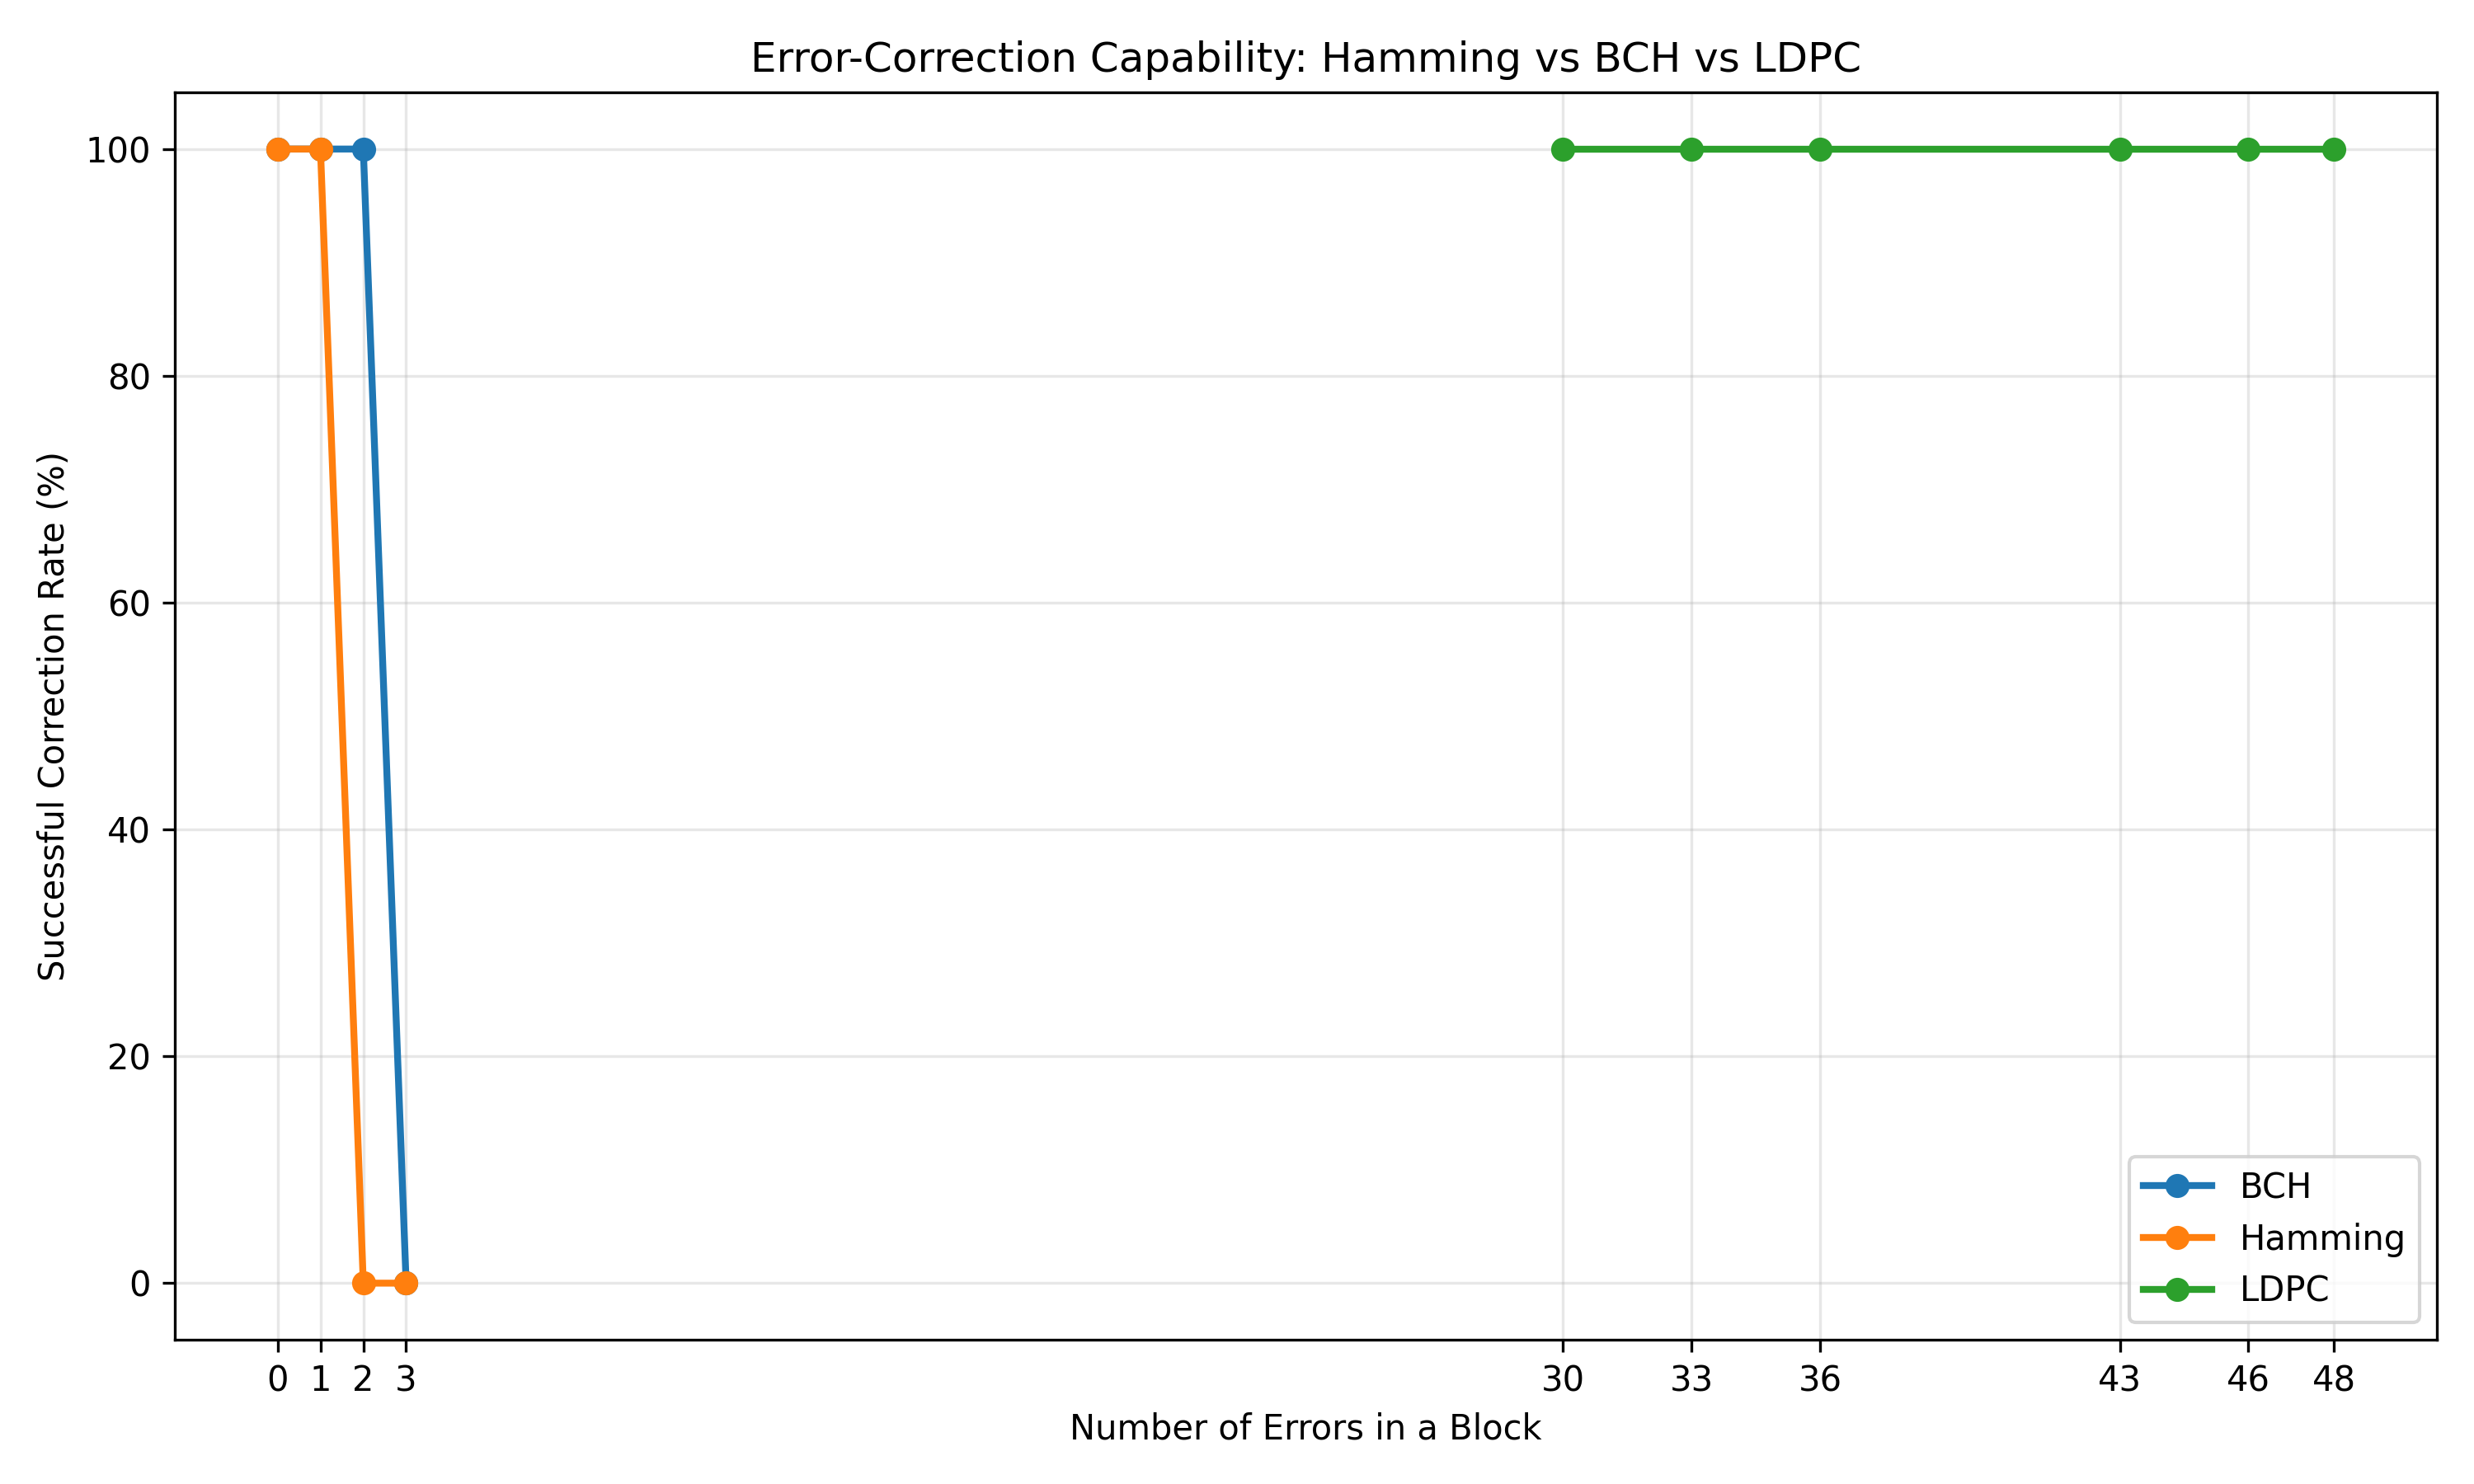 Error-Correction Capability: Hamming vs BCH vs LDPC
Successful Correction Rate (%)
100
80
60
40
20
0
BCH
Hamming
LDPC
0 1 2 3 30 33 36 43 46 48
Number of Errors in a Block